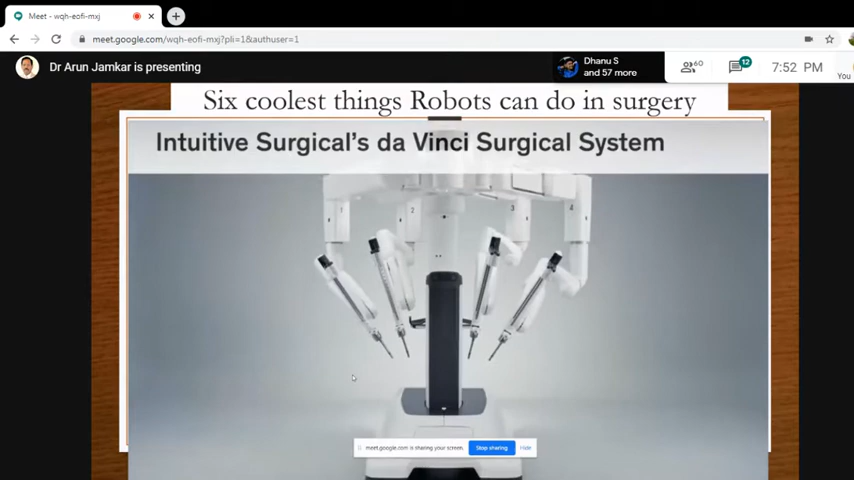 Meet - wqh-eofi-mxj
meet.google.com/wqh-eofi-mxj?pli=1&authuser=1
Dr Arun Jamkar is presenting
Dhanu S
and 57 more
60
12
7:52 PM
You
Six coolest things Robots can do in surgery
Intuitive Surgical's da Vinci Surgical System
1
2
3
4
meet.google.com is sharing your screen.
Stop sharing
Hide